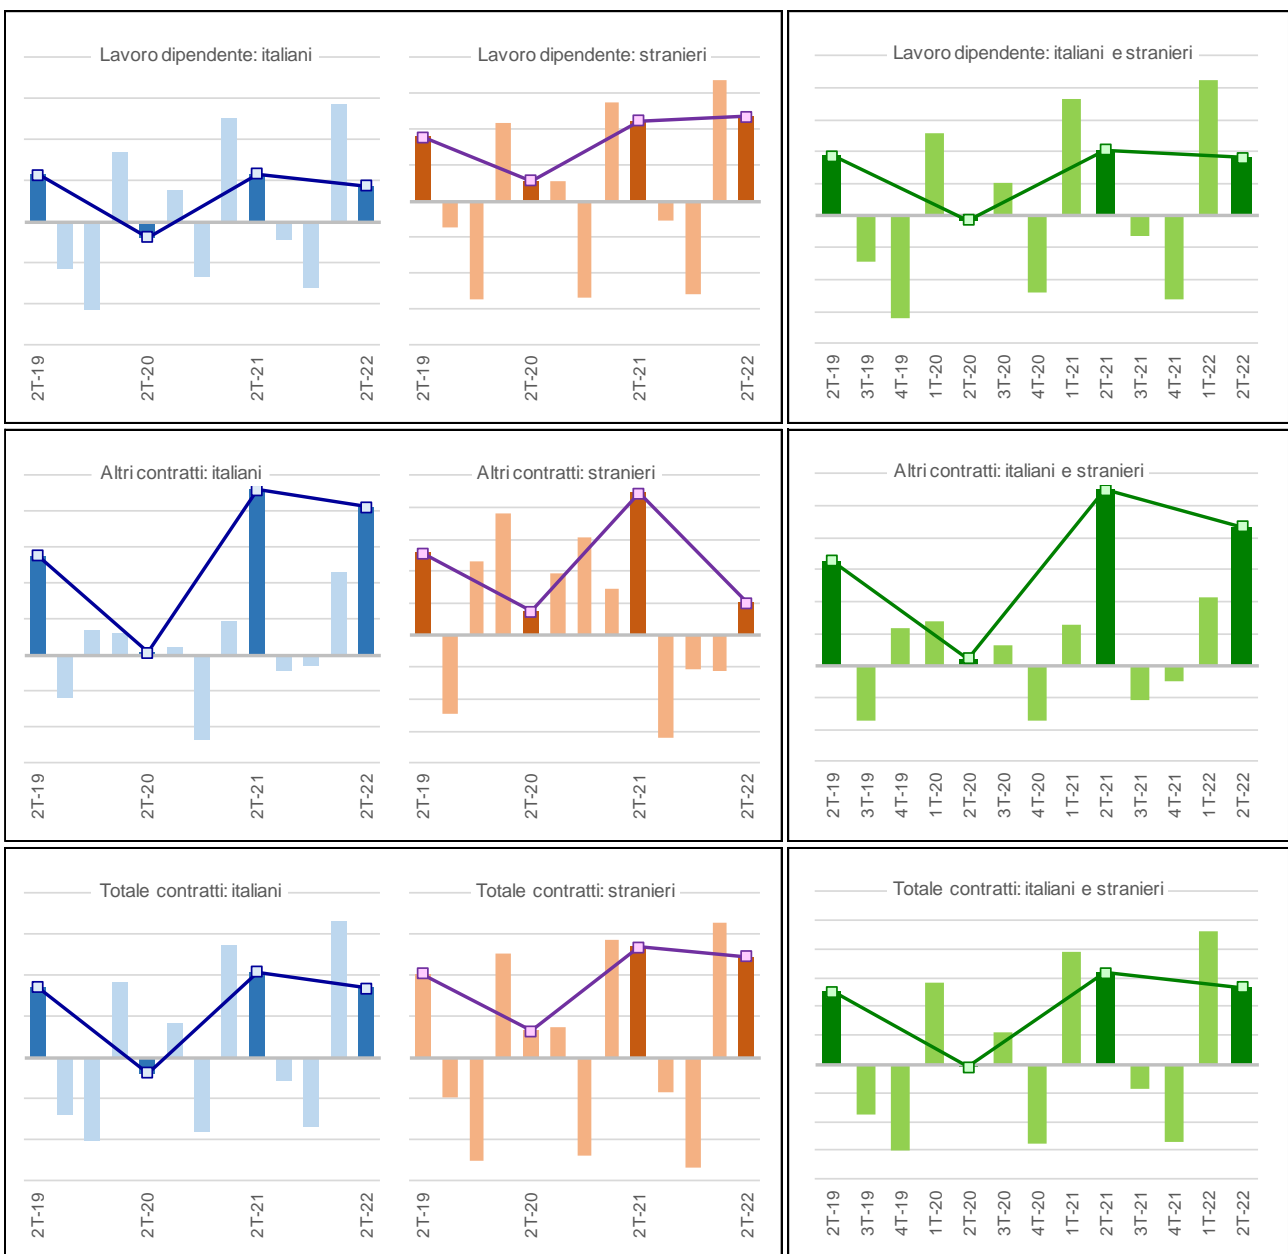 Lavoro dipendente: italiani
Lavoro dipendente: stranieri
Lavoro dipendente: italiani e stranieri
2T-19
2T-20
2T-21
2T-22
2T-19
2T-20
2T-21
2T-22
2T-19
3T-19
4T-19
1T-20
2T-20
3T-20
4T-20
1T-21
2T-21
3T-21
4T-21
1T-22
2T-22
Altri contratti: italiani
Altri contratti: stranieri
Altri contratti: italiani e stranieri
2T-19
2T-20
2T-21
2T-22
2T-19
2T-20
2T-21
2T-22
2T-19
3T-19
4T-19
1T-20
2T-20
3T-20
4T-20
1T-21
2T-21
3T-21
4T-21
1T-22
2T-22
Totale contratti: italiani
Totale contratti: stranieri
Totale contratti: italiani e stranieri
2T-19
2T-20
2T-21
2T-22
2T-19
2T-20
2T-21
2T-22
2T-19
3T-19
4T-19
1T-20
2T-20
3T-20
4T-20
1T-21
2T-21
3T-21
4T-21
1T-22
2T-22